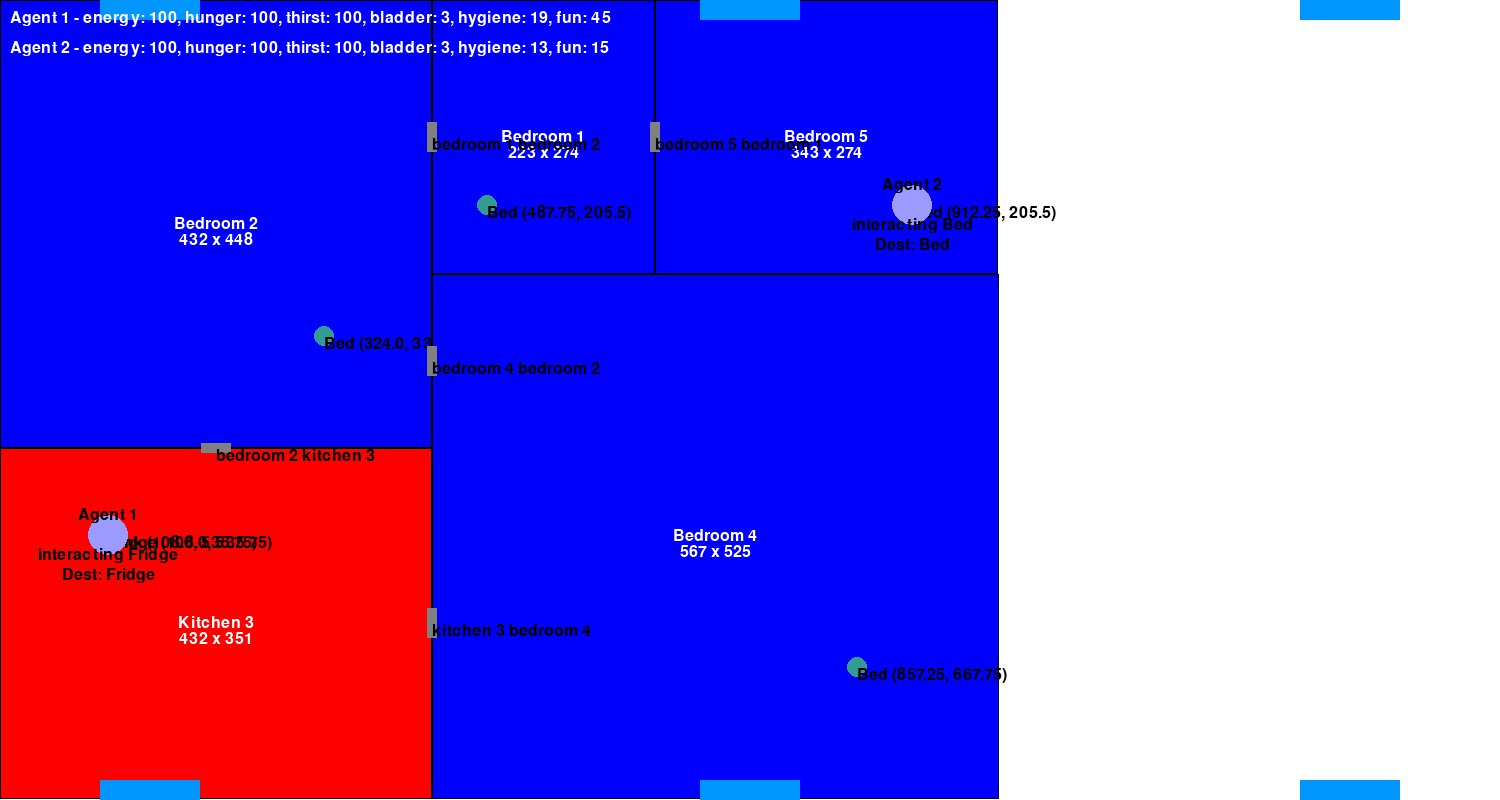 Agent 1 - energy: 100, hunger: 100, thirst: 100, bladder: 3, hygiene: 19, fun: 45
Agent 2 - energy: 100, hunger: 100, thirst: 100, bladder: 3, hygiene: 13, fun: 15
Bedroom 1
bedroom 1 bedroom 2
223 x 274
Bedroom 5
bedroom 5 bedroom 1
343 x 274
Agent 2
(912.25, 205.5)
interacting Bed
Dest: Bed
Bed (487.75, 205.5)
Bedroom 2
432 x 448
Bed (324.0, 33
bedroom 4 bedroom 2
bedroom 2 kitchen 3
Agent 1
interacting Fridge
Dest: Fridge
Bedroom 4
567 x 525
Kitchen 3
432 x 351
kitchen 3 bedroom 4
Bed (857.25, 667.75)